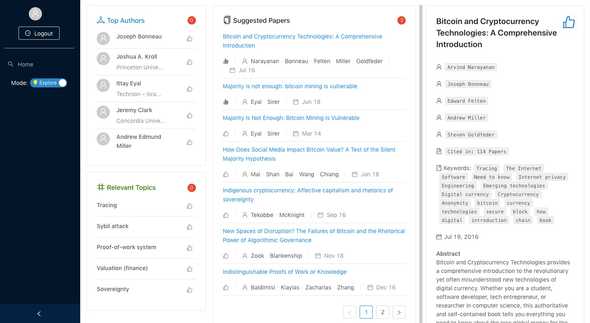 Logout
Home
Mode:
Explore
Top Authors
Joseph Bonneau
Joshua A. Kroll
Princeton Unive...
Ittay Eyal
Technion – Isra...
Jeremy Clark
Concordia Unive...
Andrew Edmund
Miller
Relevant Topics
Tracing
Sybil attack
Proof-of-work system
Valuation (finance)
Sovereignty
Suggested Papers
Bitcoin and Cryptocurrency Technologies: A Comprehensive
Introduction
Narayanan Bonneau Felten Miller Goldfeder
Jul 16
Majority is not enough: bitcoin mining is vulnerable
Eyal Sirer Jun 18
Majority Is Not Enough: Bitcoin Mining Is Vulnerable
Eyal Sirer Mar 14
How Does Social Media Impact Bitcoin Value? A Test of the Silent
Majority Hypothesis
Mai Shan Bai Wang Chiang Jan 18
Indigenous cryptocurrency: Affective capitalism and rhetorics of
sovereignty
Tekobbe McKnight Sep 16
New Spaces of Disruption? The Failures of Bitcoin and the Rhetorical
Power of Algorithmic Governance
Zook Blankenship Nov 18
Indistinguishable Proofs of Work or Knowledge
Baldimtsi Kiayias Zacharias Zhang Dec 16
1 2
Bitcoin and Cryptocurrency
Technologies: A Comprehensive
Introduction
Arvind Narayanan
Joseph Bonneau
Edward Felten
Andrew Miller
Steven Goldfeder
Cited in: 114 Papers
Keywords: Tracing The Internet
Software Need to know Internet privacy
Engineering Emerging technologies
Digital currency Cryptocurrency
Anonymity bitcoin currency
technologies secure block how
digital introduction chain book
Jul 19, 2016
Abstract
Bitcoin and Cryptocurrency Technologies provides
a comprehensive introduction to the revolutionary
yet often misunderstood new technologies of
digital currency. Whether you are a student,
software developer, tech entrepreneur, or
researcher in computer science, this authoritative
and self-contained book tells you everything you